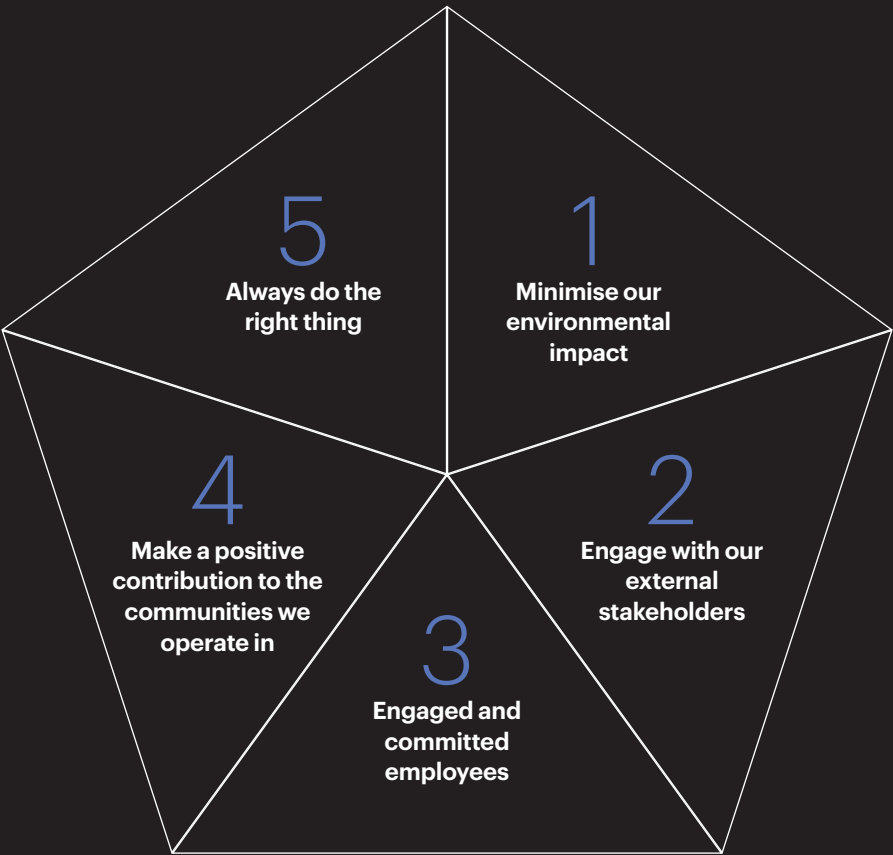 1
Minimise our
environmental
impact
2
Engage with our
external
stakeholders
3
Engaged and
committed
employees
4
Make a positive
contribution to the
communities we
operate in
5
Always do the
right thing